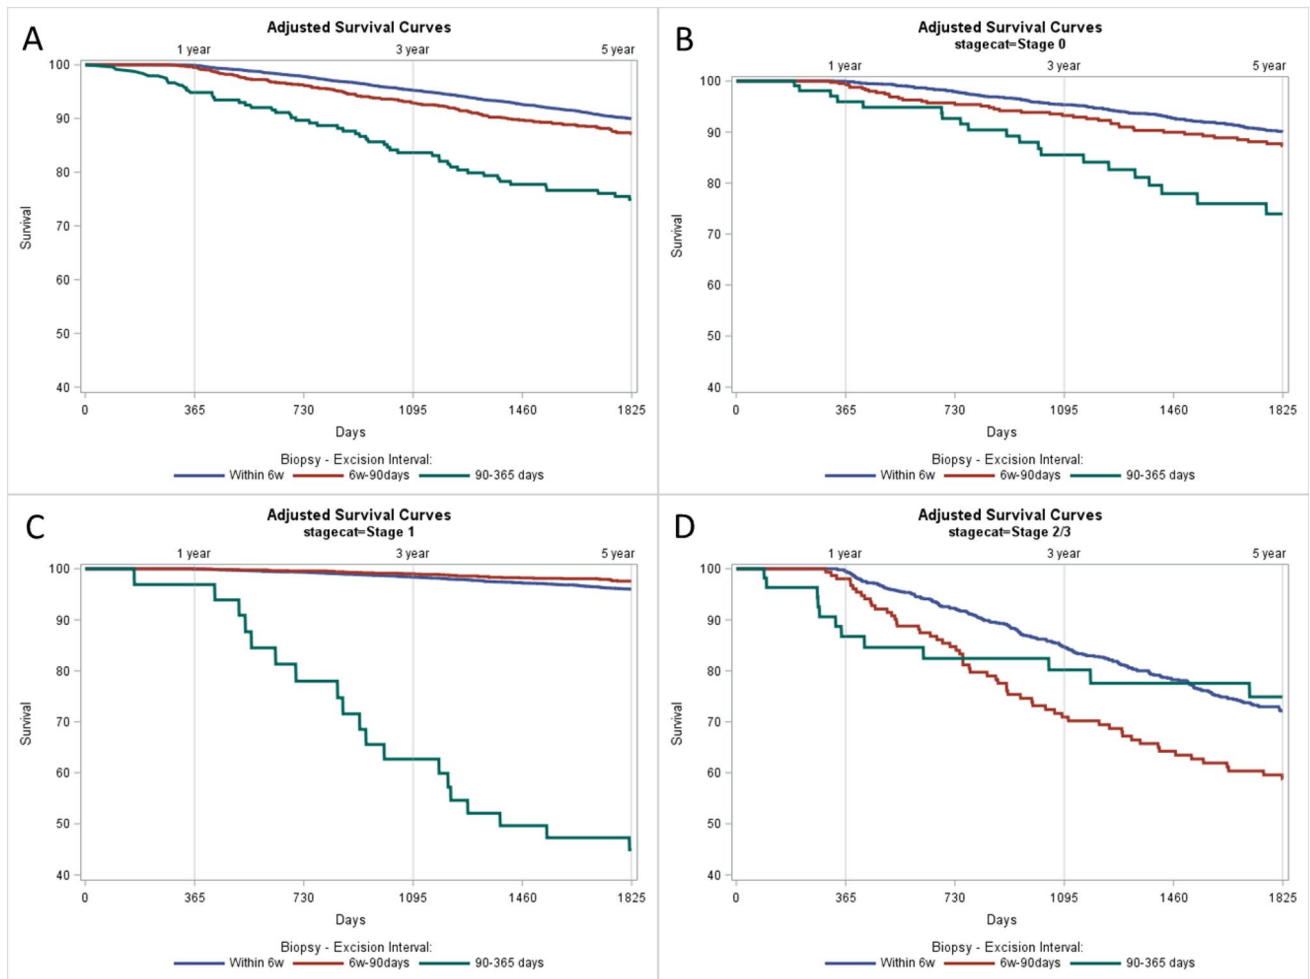 A
Adjusted Survival Curves
1 year 3 year 5 year
100
90
80
70
60
50
40
Survival
0 365 730 1095 1460 1825
Days
Biopsy - Excision Interval:
Within 6w 6w-90days 90-365 days
B
Adjusted Survival Curves
stagecat=Stage 0
1 year 3 year 5 year
100
90
80
70
60
50
40
Survival
0 365 730 1095 1460 1825
Days
Biopsy - Excision Interval:
Within 6w 6w-90days 90-365 days
C
Adjusted Survival Curves
stagecat=Stage 1
1 year 3 year 5 year
100
90
80
70
60
50
40
Survival
0 365 730 1095 1460 1825
Days
Biopsy - Excision Interval:
Within 6w 6w-90days 90-365 days
D
Adjusted Survival Curves
stagecat=Stage 2/3
1 year 3 year 5 year
100
90
80
70
60
50
40
Survival
0 365 730 1095 1460 1825
Days
Biopsy - Excision Interval:
Within 6w 6w-90days 90-365 days